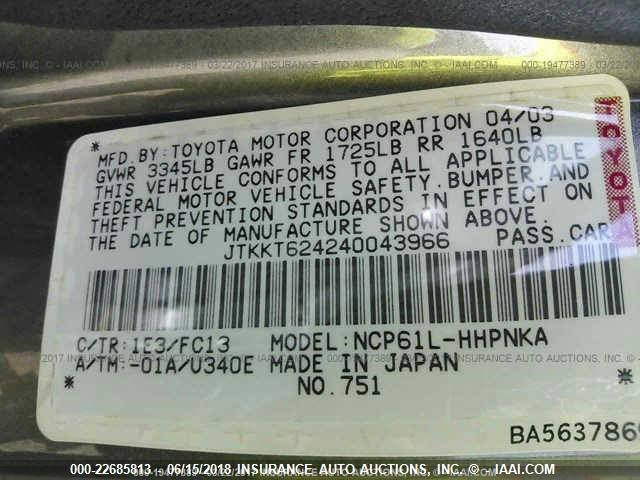 MFD.BY:TOYOTA MOTOR CORPORATION 04/03
GVWR 3345LB GAWR FR 1725LB RR 1640LB
THIS VEHICLE CONFORMS TO ALL APPLICABLE
FEDERAL MOTOR VEHICLE SAFETY,BUMPER,AND
THEFT PREVENTION STANDARDS IN EFFECT ON
THE DATE OF MANUFACTURE SHOWN ABOVE.
JTKKT624240043966 PASS.CAR
TOYOTA
C/TR:1E3/FC13 MODEL:NCP61L-HHPNKA
A/TM:-01A/U340E MADE IN JAPAN
NO.751
BA5637869
000-22685813 - 06/15/2018 INSURANCE AUTO AUCTIONS, INC. - © - IAAI.COM